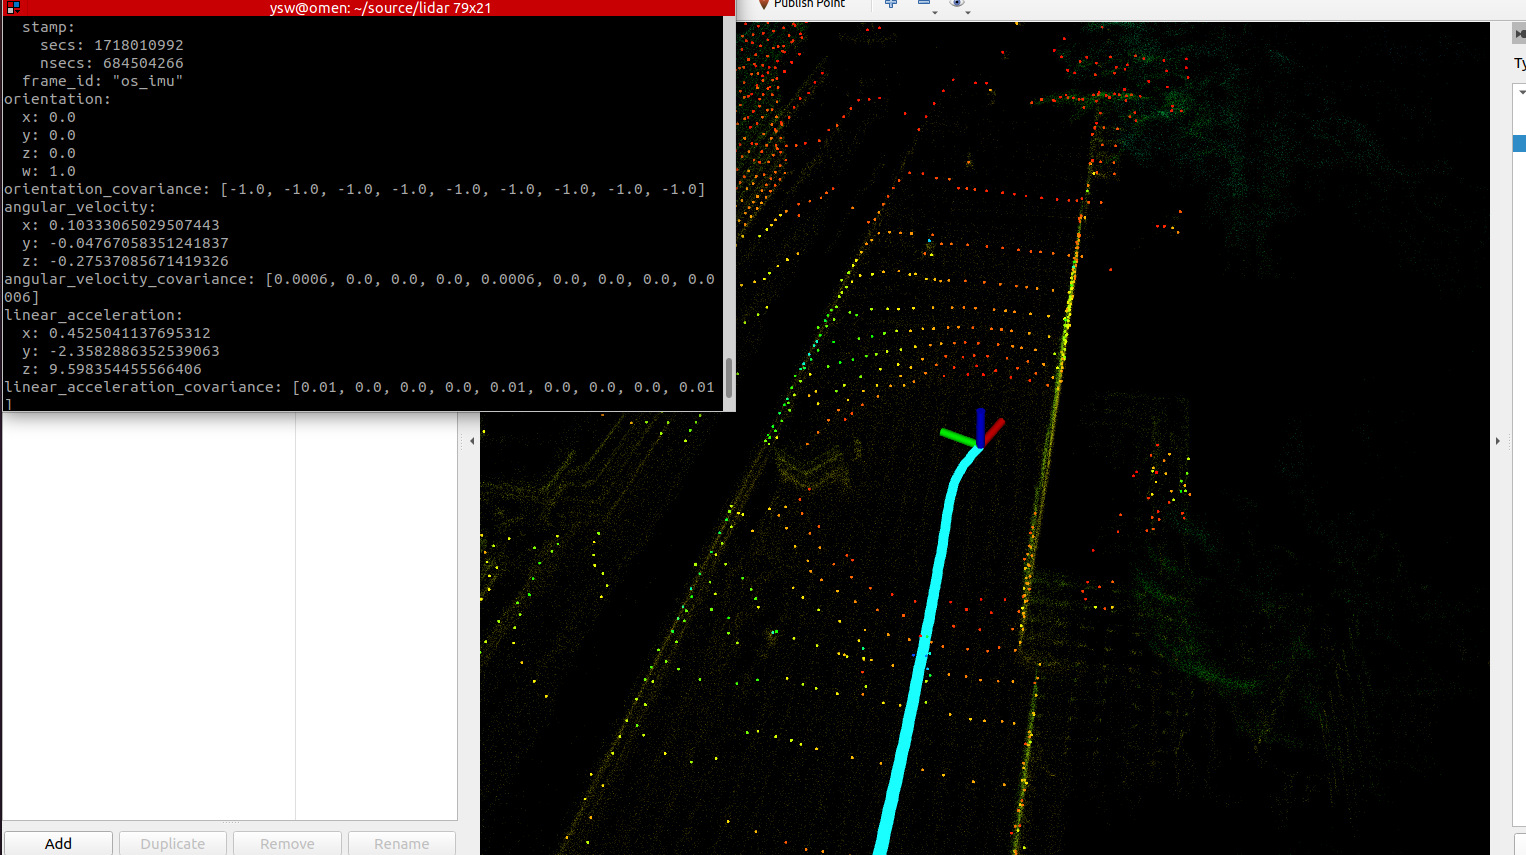 ysw@omen: ~/source/lidar 79x21
Publish Point
stamp:
secs: 1718010992
nsecs: 684504266
frame_id: "os_imu"
orientation:
x: 0.0
y: 0.0
z: 0.0
w: 1.0
orientation_covariance: [-1.0, -1.0, -1.0, -1.0, -1.0, -1.0, -1.0, -1.0, -1.0]
angular_velocity:
x: 0.10333065029507443
y: -0.04767058351241837
z: -0.27537085671419326
angular_velocity_covariance: [0.0006, 0.0, 0.0, 0.0, 0.0006, 0.0, 0.0, 0.0, 0.0
006]
linear_acceleration:
x: 0.4525041137695312
y: -2.3582886352539063
z: 9.598354455566406
linear_acceleration_covariance: [0.01, 0.0, 0.0, 0.0, 0.01, 0.0, 0.0, 0.0, 0.01
]
Ty
Add
Duplicate
Remove
Rename